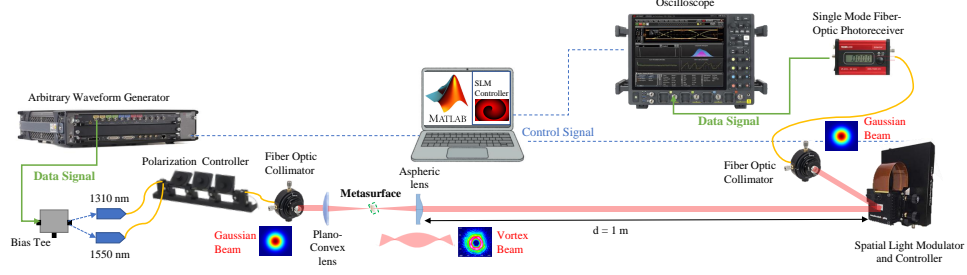 Oscilloscope
Single Mode Fiber-
Optic Photoreceiver
Arbitrary Waveform Generator
SLM
Controller
MATLAB
Control Signal
Data Signal
Gaussian
Beam
Data Signal
Polarization Controller
Fiber Optic
Collimator
Metasurface
Aspheric
lens
Fiber Optic
Collimator
1310 nm
Bias Tee
1550 nm
Gaussian
Beam
Plano-
Convex
lens
Vortex
Beam
d = 1 m
Spatial Light Modulator
and Controller